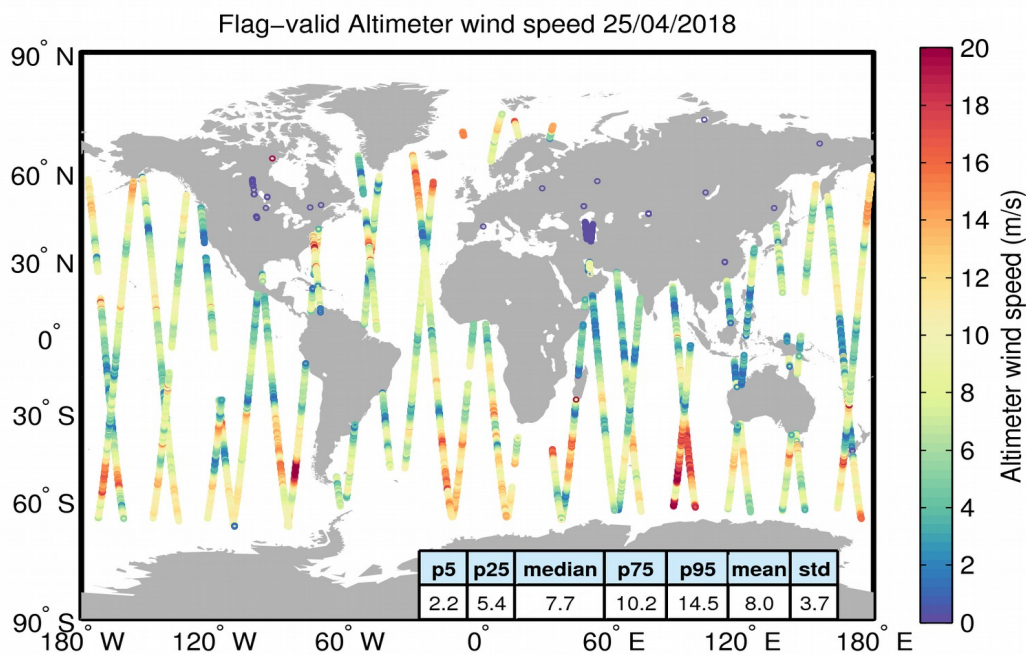 Flag-valid Altimeter wind speed 25/04/2018
90° N
60° N
30° N
0°
30° S
60° S
90° S
180° W
120° W
60° W
0°
60° E
120° E
180° E
p5 p25 median p75 p95 mean std
2.2 5.4 7.7 10.2 14.5 8.0 3.7
20
18
16
14
12
10
8
6
4
2
0
Altimeter wind speed (m/s)